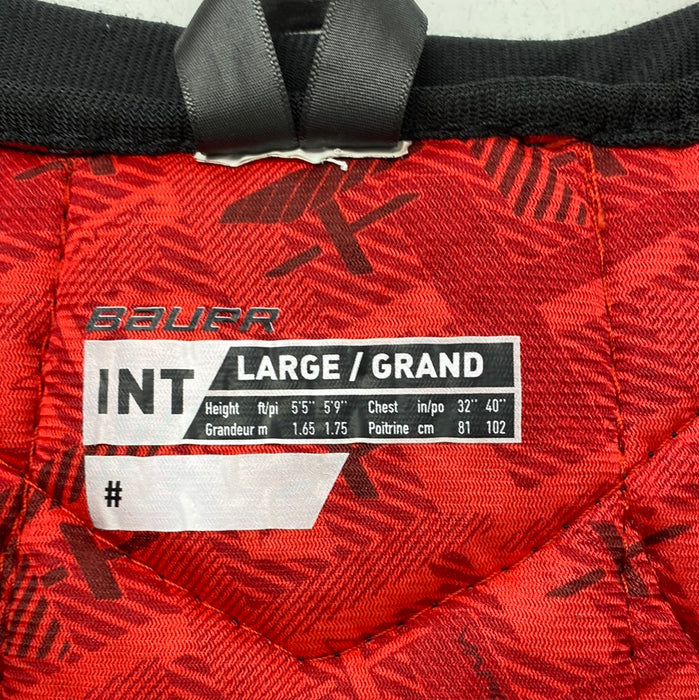 BAUER
INT
LARGE / GRAND
Height ft/pi 5'5'' 5'9'' Chest in/po 32'' 40''
Grandeur m 1.65 1.75 Poitrine cm 81 102
#